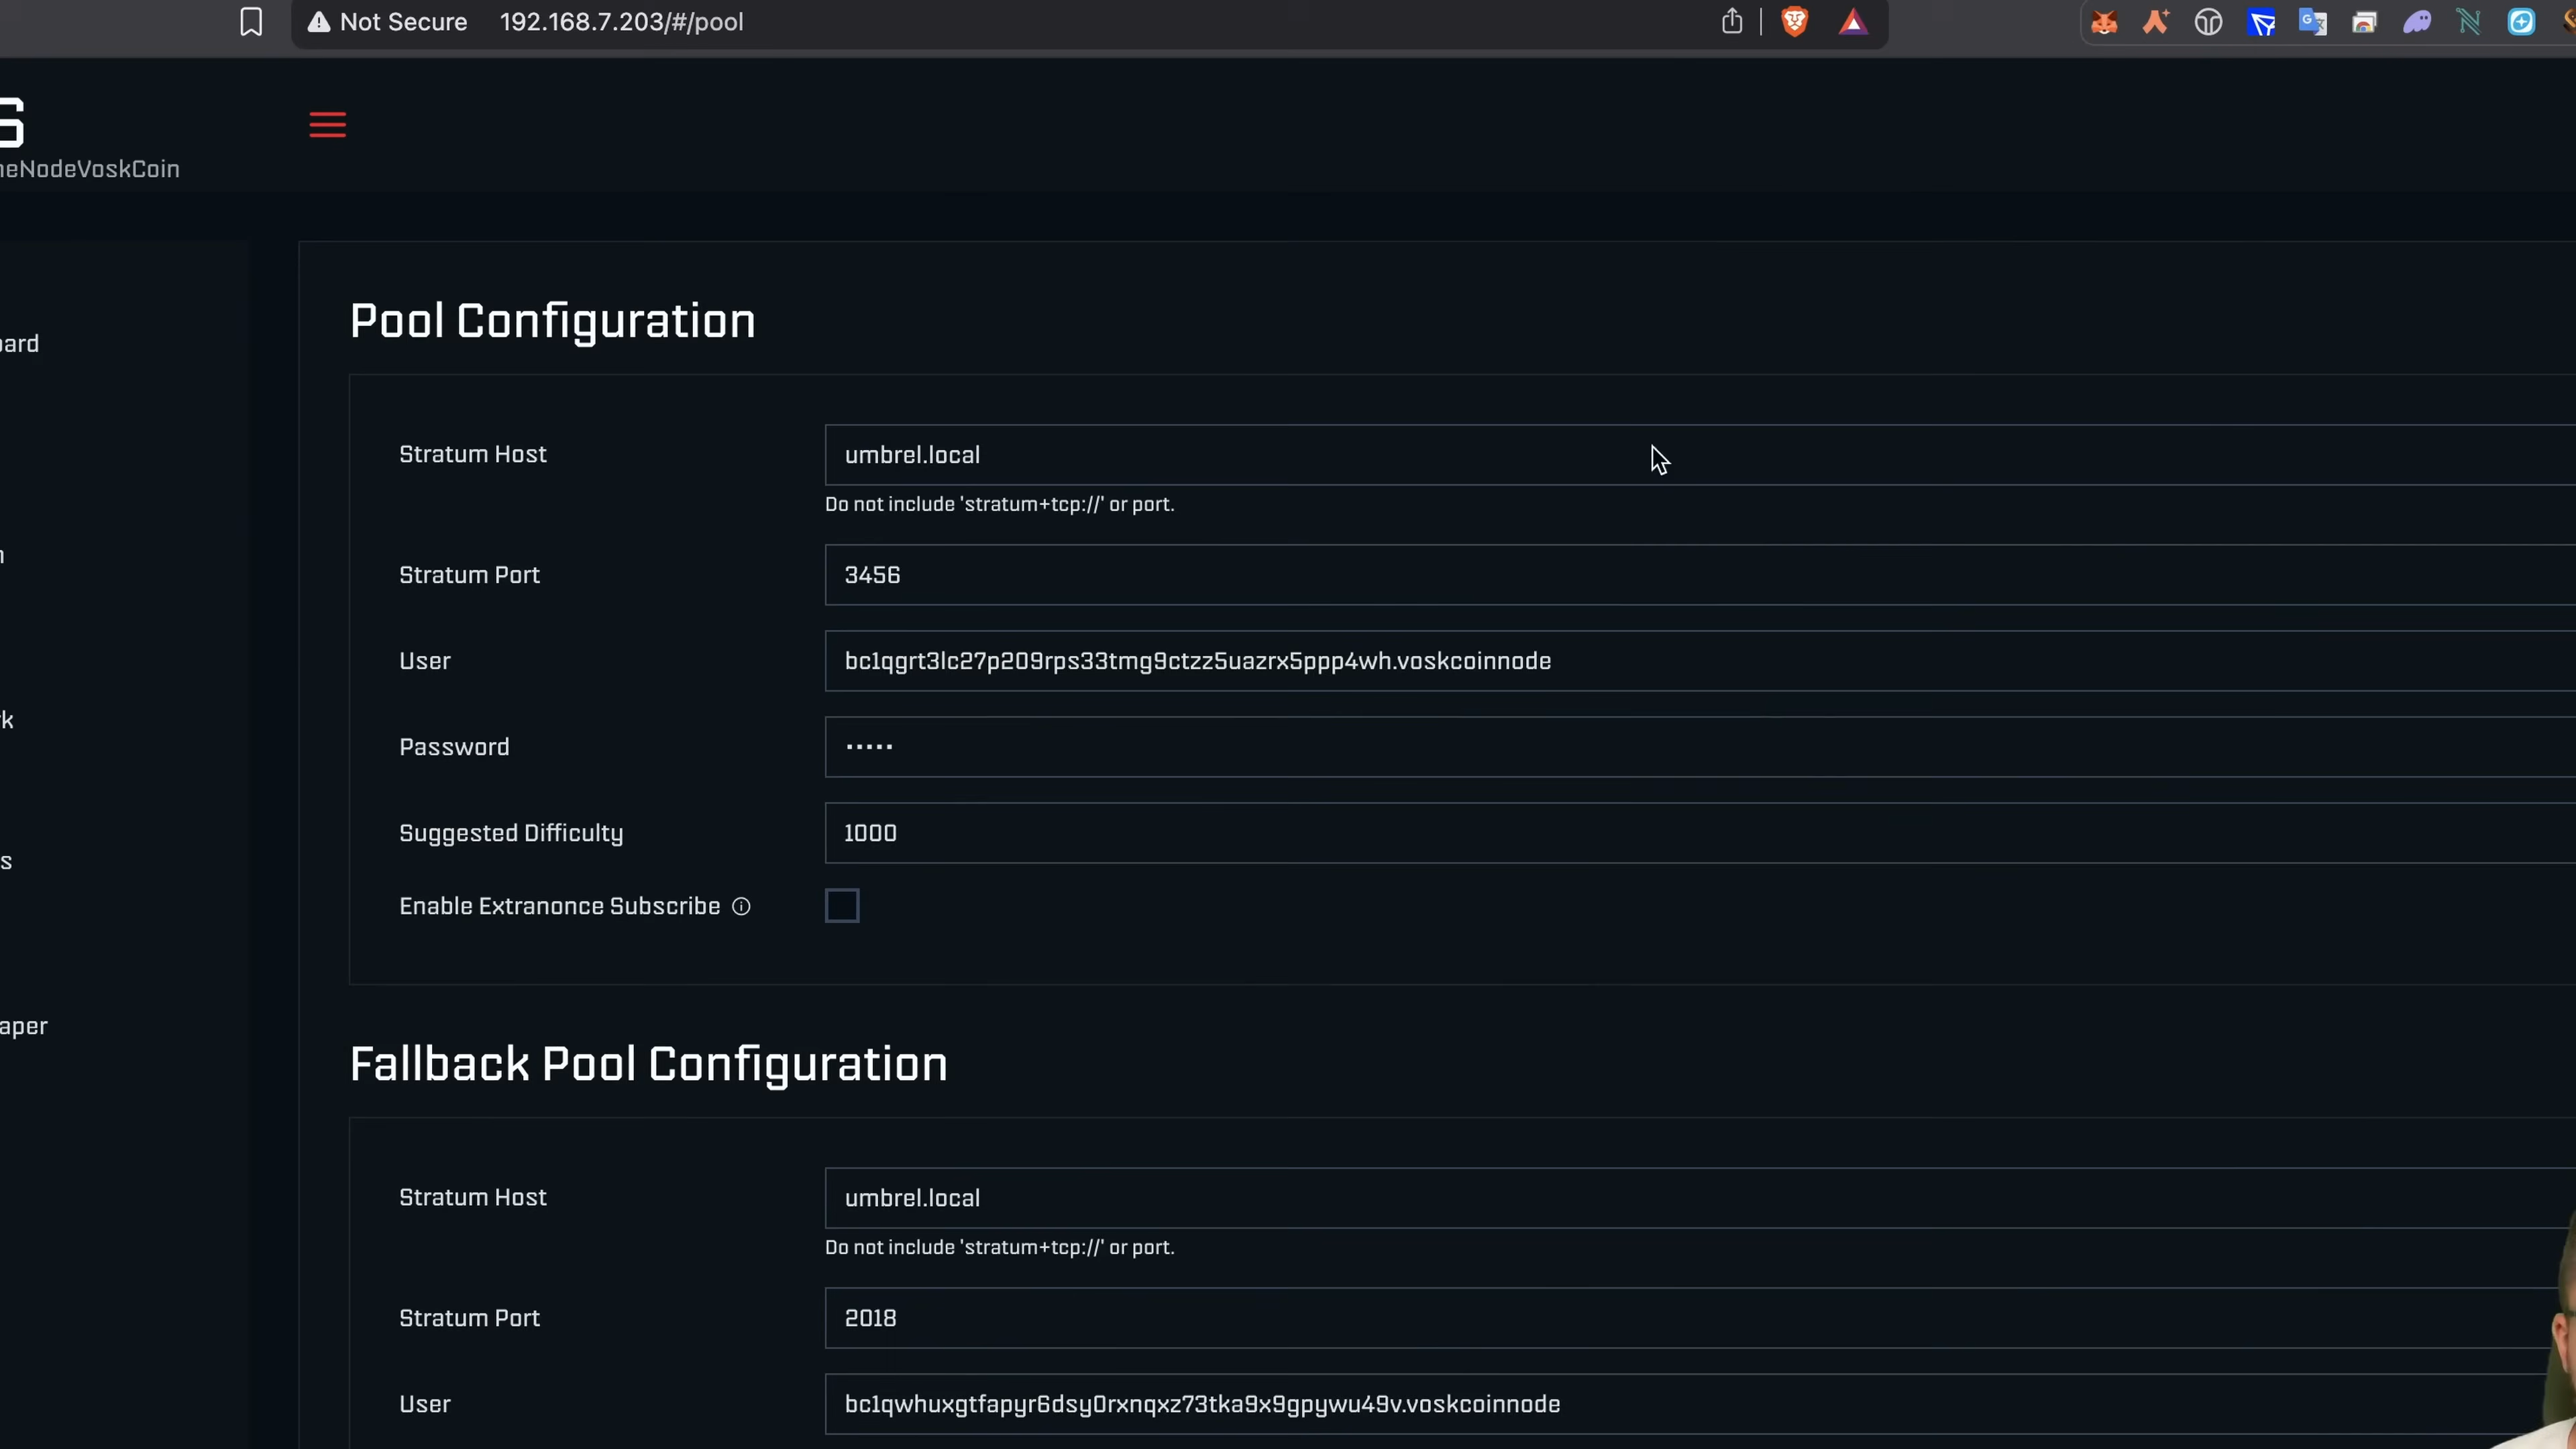 Not Secure 192.168.7.203/#/pool
S
neNodeVoskCoin
Pool Configuration
ard
Stratum Host umbrel.local
Do not include 'stratum+tcp://' or port.
n
Stratum Port 3456
User bc1qgrt3lc27p209rps33tmg9ctzz5uazrx5ppp4wh.voskcoinnode
k
Password •••••
Suggested Difficulty 1000
s
Enable Extranonce Subscribe
aper
Fallback Pool Configuration
Stratum Host umbrel.local
Do not include 'stratum+tcp://' or port.
Stratum Port 2018
User bc1qwhuxgtfapyr6dsy0rxnqxz73tka9x9gpywu49v.voskcoinnode